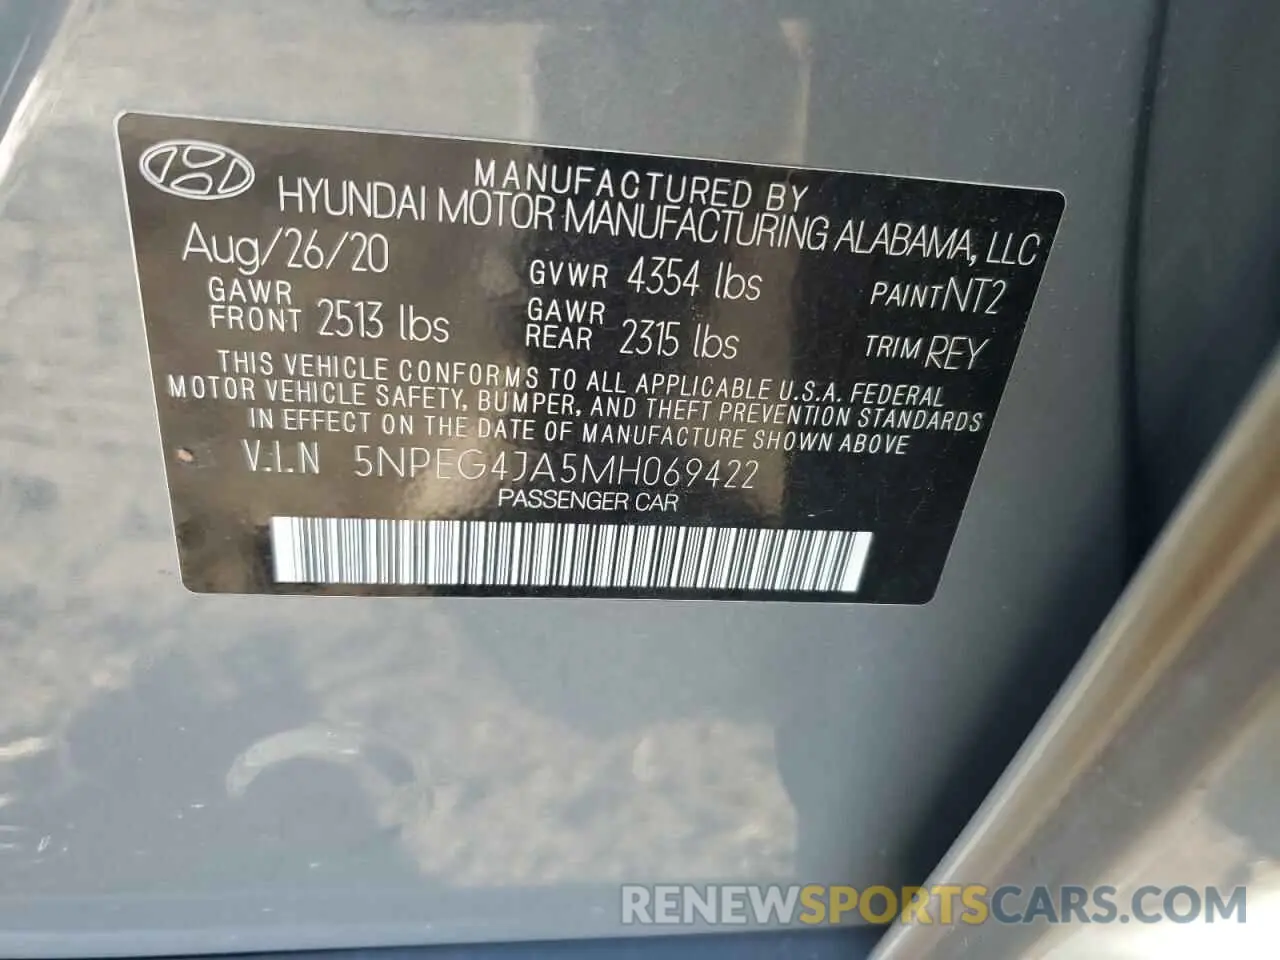 MANUFACTURED BY
HYUNDAI MOTOR MANUFACTURING ALABAMA, LLC
Aug/26/20 GVWR 4354 lbs PAINT NT2
GAWR FRONT 2513 lbs GAWR REAR 2315 lbs TRIM REY
THIS VEHICLE CONFORMS TO ALL APPLICABLE U.S.A. FEDERAL
MOTOR VEHICLE SAFETY, BUMPER, AND THEFT PREVENTION STANDARDS
IN EFFECT ON THE DATE OF MANUFACTURE SHOWN ABOVE
V.I.N 5NPEG4JA5MH069422
PASSENGER CAR
RENEWSPORTSCARS.COM